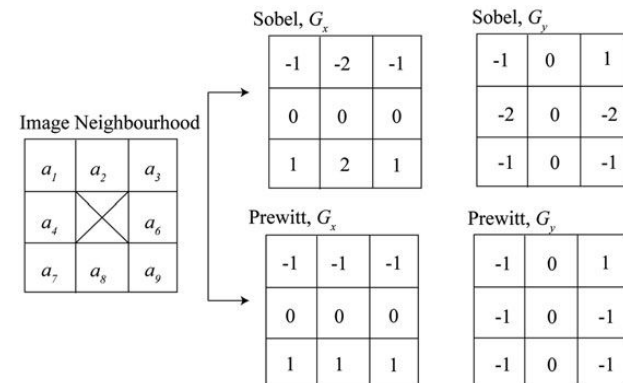 Sobel, Gx
-1 -2 -1
0 0 0
1 2 1
Sobel, Gy
-1 0 1
-2 0 -2
-1 0 -1
Image Neighbourhood
a1 a2 a3
a4 a6
a7 a8 a9
Prewitt, Gx
-1 -1 -1
0 0 0
1 1 1
Prewitt, Gy
-1 0 1
-1 0 -1
-1 0 -1